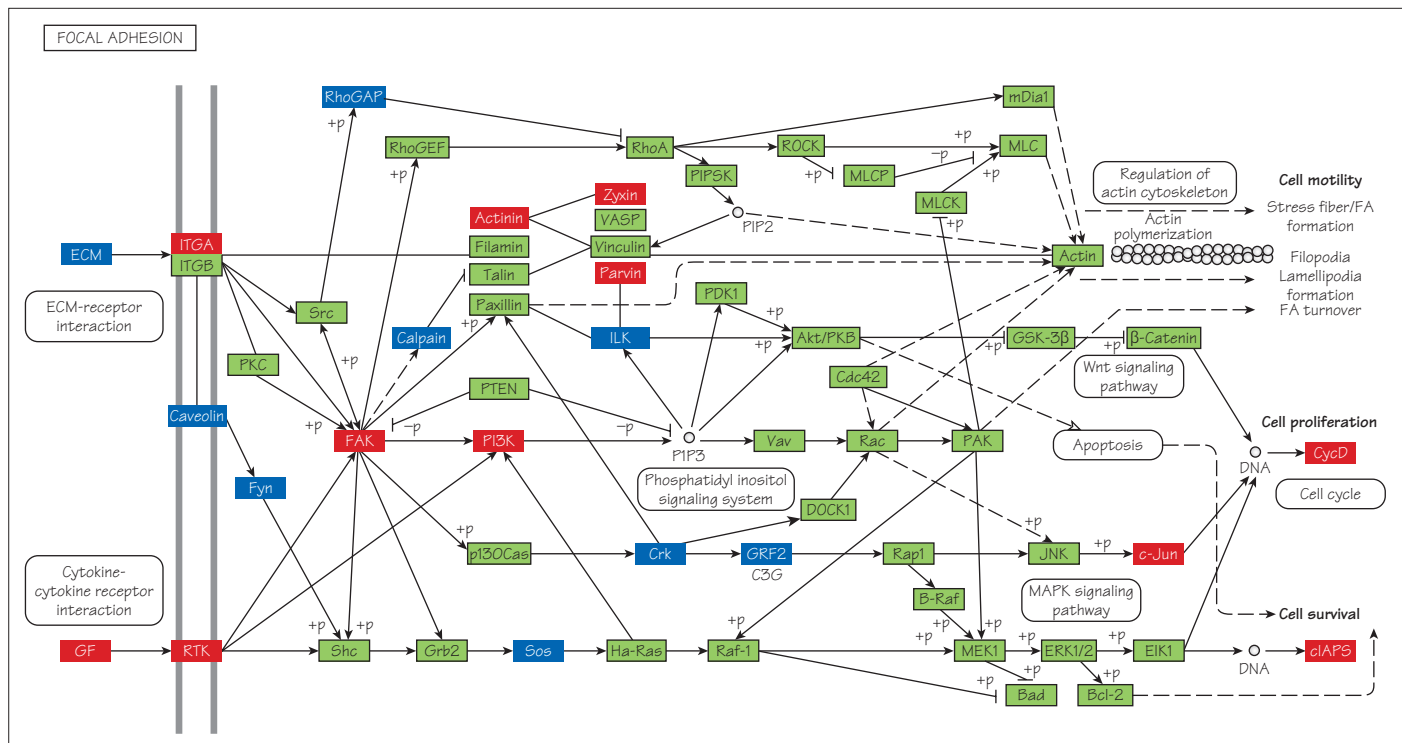 FOCAL ADHESION
RhoGAP
mDia1
+p
RhoGEF
RhoA
ROCK
+p
MLC
+p
+p
–p
+p
PIP5K
MLCP
MLCK
Regulation of
actin cytoskeleton
Cell motility
Zyxin
Actinin
VASP
PIP2
+p
Stress fiber/FA
formation
Actin
polymerization
ITGA
ECM
ITGB
Filamin
Vinculin
Actin
Filopodia
Talin
Parvin
Lamellipodia
formation
ECM-receptor
interaction
Src
Paxillin
PDK1
FA turnover
+p
+p
Calpain
ILK
+p
+p
Akt/PKB
+p
GSK-3β
+p
β-Catenin
+p
PKC
Wnt signaling
pathway
PTEN
Cdc42
Caveolin
+p
–p
–p
Cell proliferation
FAK
PI3K
P1P3
Vav
Rac
PAK
Apoptosis
DNA
CycD
Fyn
Phosphatidyl inositol
signaling system
Cell cycle
DOCK1
+p
+p
p130Cas
Crk
GRF2
C3G
Rap1
JNK
+p
c-Jun
Cytokine-
cytokine receptor
interaction
B-Raf
MAPK signaling
pathway
Cell survival
+p
+p
+p
+p
+p
+p
+p
+p
GF
RTK
Shc
Grb2
Sos
Ha-Ras
Raf-1
MEK1
ERK1/2
EIK1
DNA
cIAPS
+p
+p
+p
Bad
Bcl-2